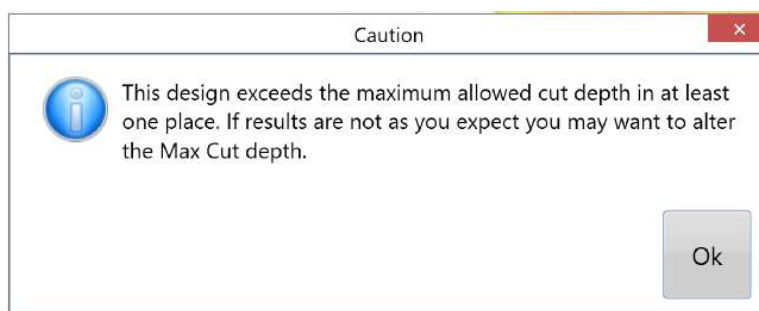 Caution
This design exceeds the maximum allowed cut depth in at least
one place. If results are not as you expect you may want to alter
the Max Cut depth.
Ok